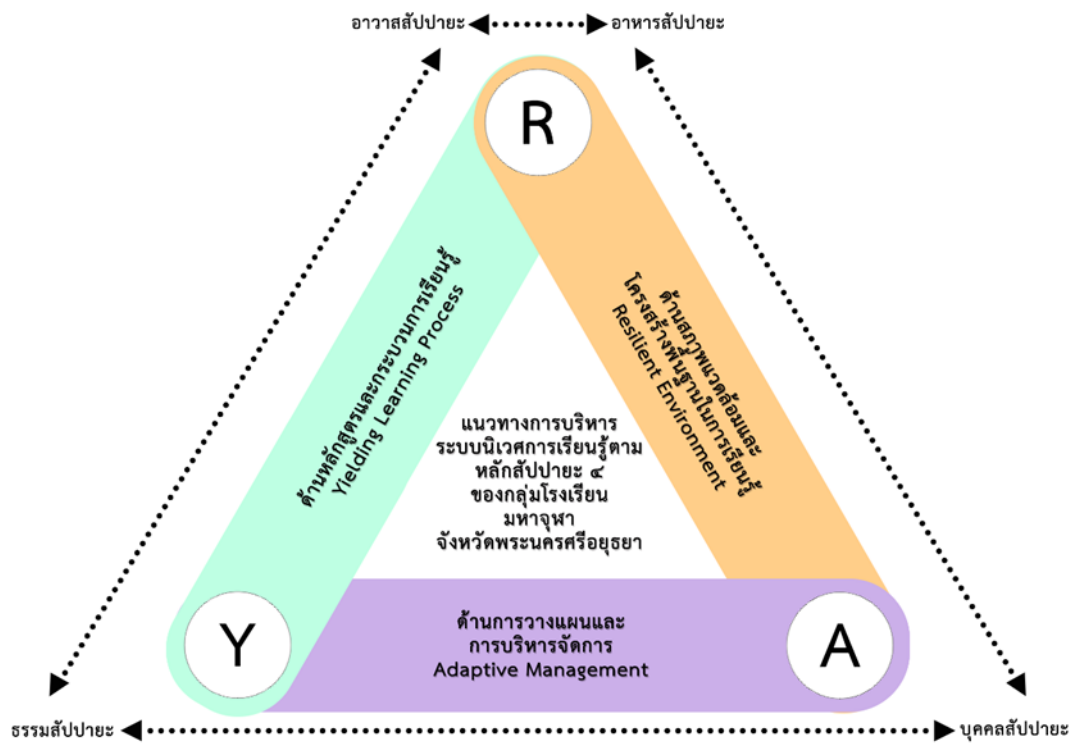 อาวาสสัปปายะ
อาหารสัปปายะ
R
ด้านหลักสูตรและกระบวนการเรียนรู้
Yielding Learning Process
ด้านสภาพแวดล้อมและ
โครงสร้างพื้นฐานในการเรียนรู้
Resilient Environment
แนวทางการบริหาร
ระบบนิเวศการเรียนรู้ตาม
หลักสัปปายะ ๔
ของกลุ่มโรงเรียน
มหาจุฬา
จังหวัดพระนครศรีอยุธยา
Y
ด้านการวางแผนและ
การบริหารจัดการ
Adaptive Management
A
ธรรมสัปปายะ
บุคคลสัปปายะ